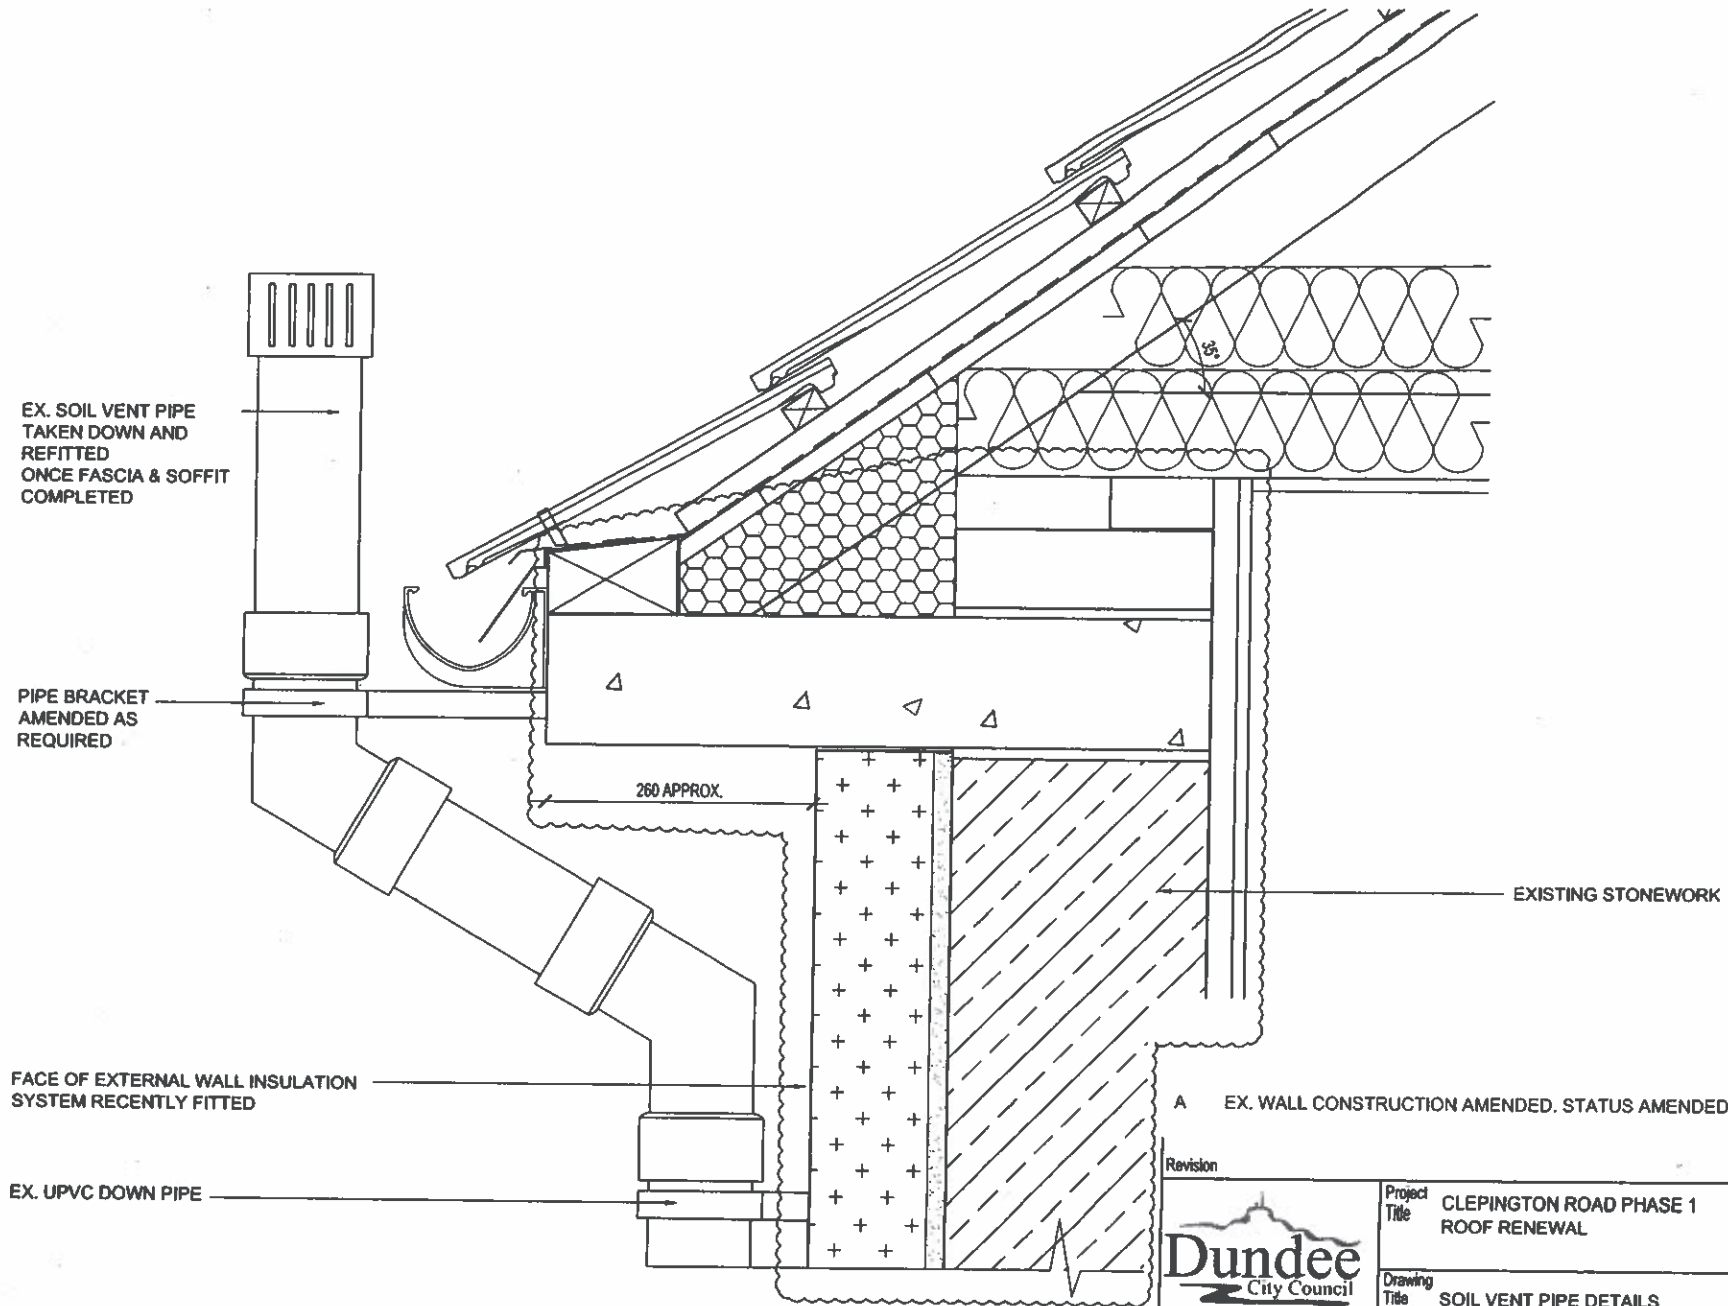 35°
EX. SOIL VENT PIPE
TAKEN DOWN AND
REFITTED
ONCE FASCIA & SOFFIT
COMPLETED
PIPE BRACKET
AMENDED AS
REQUIRED
260 APPROX.
EXISTING STONEWORK
FACE OF EXTERNAL WALL INSULATION
SYSTEM RECENTLY FITTED
A EX. WALL CONSTRUCTION AMENDED. STATUS AMENDED
EX. UPVC DOWN PIPE
Revision
Dundee
City Council
Project
Title
CLEPINGTON ROAD PHASE 1
ROOF RENEWAL
Drawing
Title
SOIL VENT PIPE DETAILS